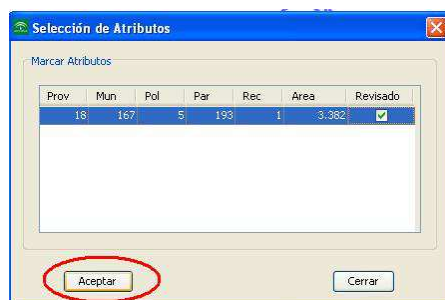 Selección de Atributos
Marcar Atributos
Prov Mun Pol Par Rec Area Revisado
18 167 5 193 1 3.382
Aceptar Cerrar